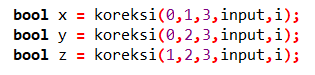 bool x = koreksi(0,1,3,input,i);
bool y = koreksi(0,2,3,input,i);
bool z = koreksi(1,2,3,input,i);